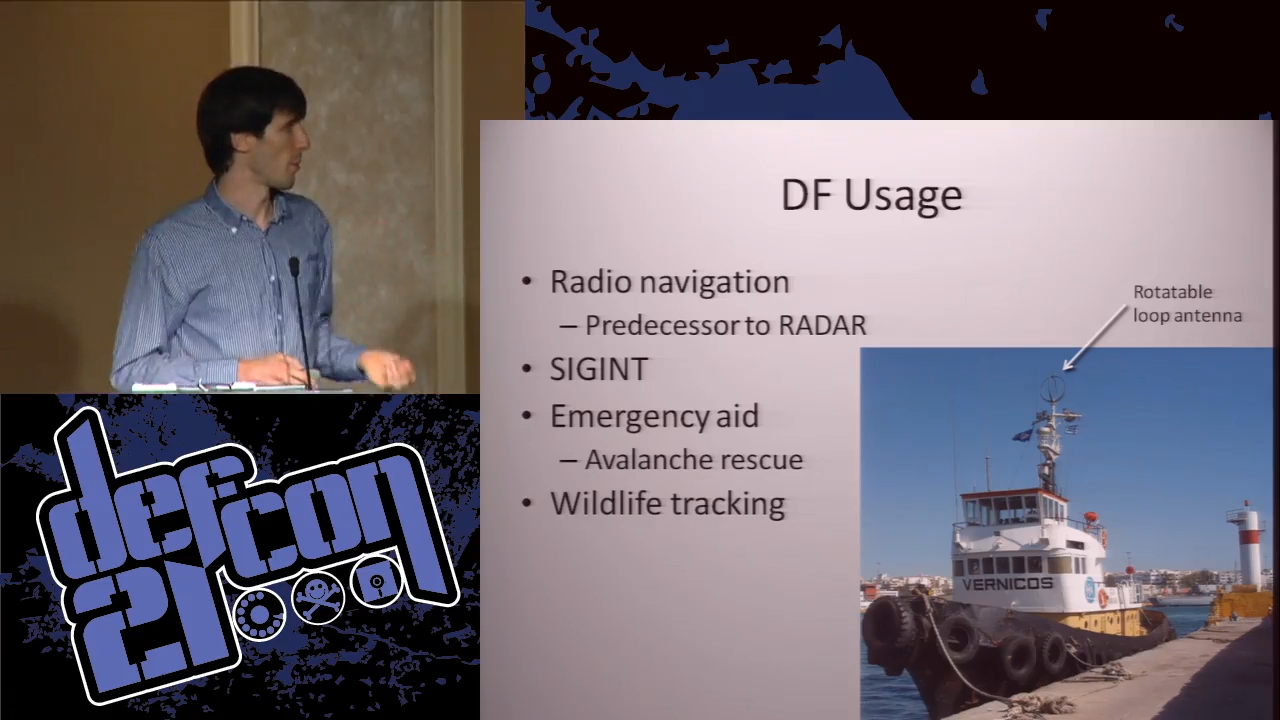 DF Usage
• Radio navigation
– Predecessor to RADAR
• SIGINT
• Emergency aid
– Avalanche rescue
• Wildlife tracking
Rotatable
loop antenna
VERNICOS
defcon
21